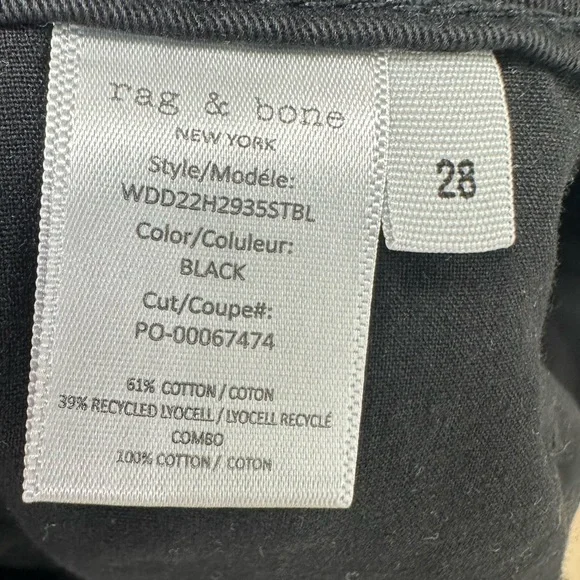 rag & bone
NEW YORK
Style/Modéle:
WDD22H2935STBL
Color/Coluleur:
BLACK
Cut/Coupe#:
PO-00067474
61% COTTON / COTON
39% RECYCLED LYOCELL / LYOCELL RECYCLÉ
COMBO
100% COTTON / COTON
28